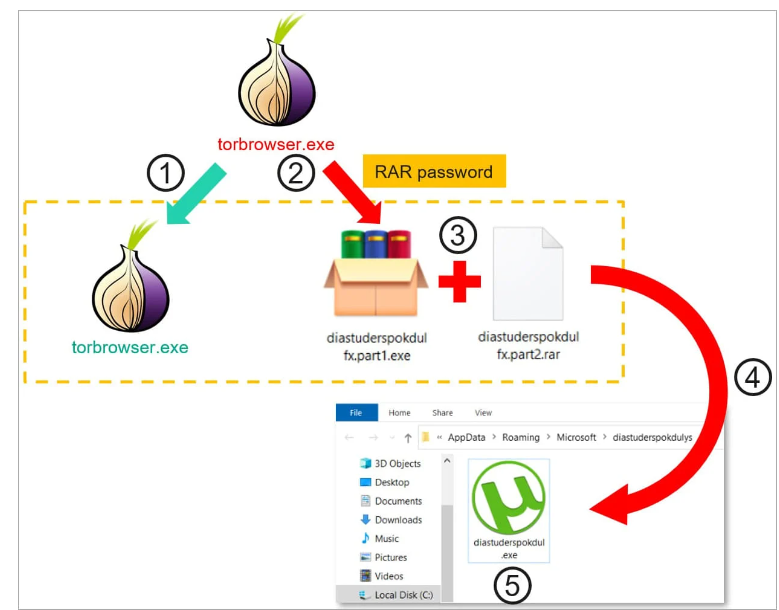 torbrowser.exe
1
2
RAR password
3
torbrowser.exe
diastuderspokdul
fx.part1.exe
diastuderspokdul
fx.part2.rar
4
File Home Share View
« AppData > Roaming > Microsoft > diastuderspokdulys
3D Objects
Desktop
Documents
Downloads
Music
Pictures
Videos
Local Disk (C:)
µ
diastuderspokdul
.exe
5